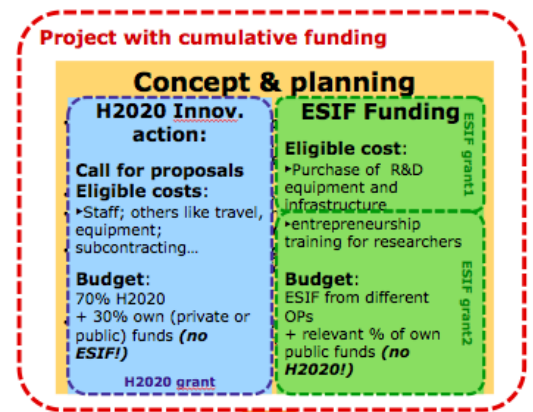 Project with cumulative funding
Concept & planning
H2020 Innov.
action:
Call for proposals
Eligible costs:
‣Staff; others like travel,
equipment;
subcontracting…
Budget:
70% H2020
+ 30% own (private or
public) funds (no
ESIF!)
H2020 grant
ESIF Funding
Eligible cost:
‣Purchase of R&D
equipment and
infrastructure
‣entrepreneurship
training for researchers
Budget:
ESIF from different
OPs
+ relevant % of own
public funds (no
H2020!)
ESIF grant1
ESIF grant2